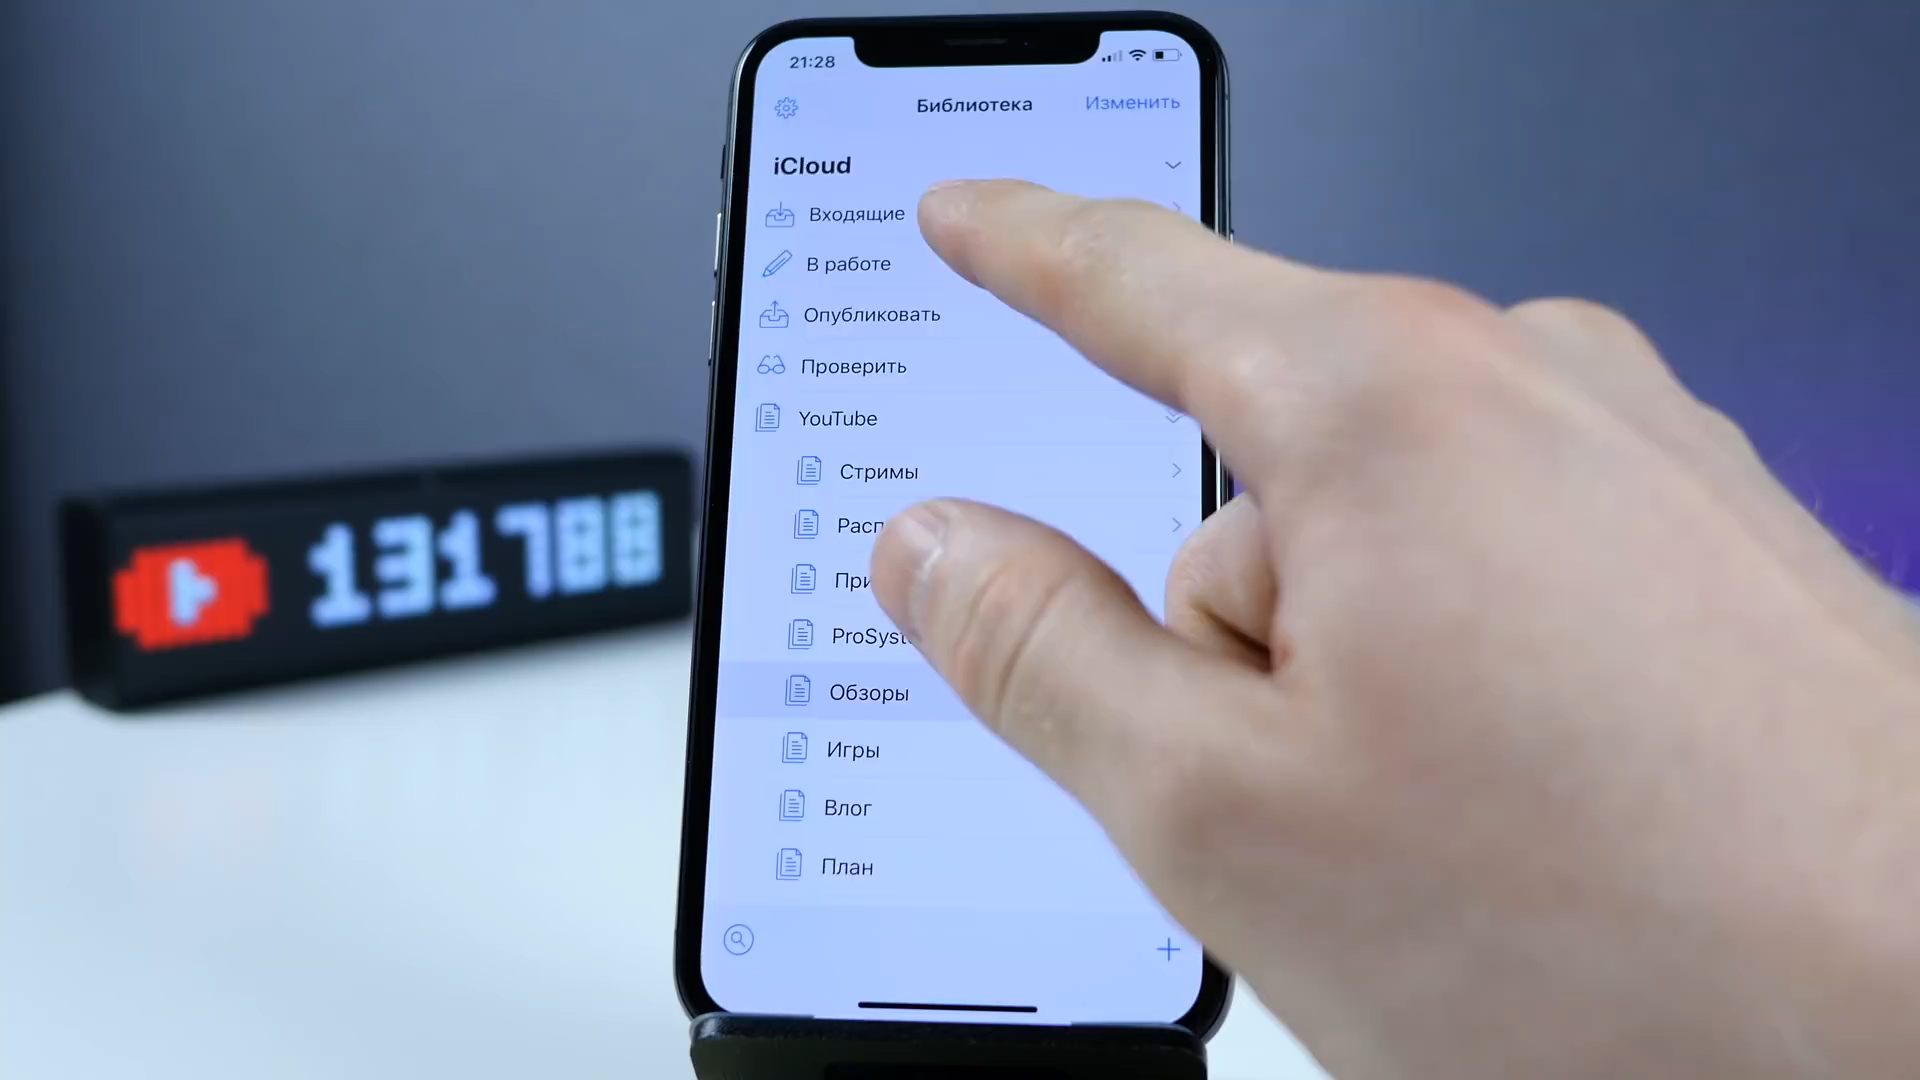 21:28
Библиотека
Изменить
iCloud
Входящие
В работе
Опубликовать
Проверить
YouTube
Стримы
Обзоры
Игры
Влог
План
131788